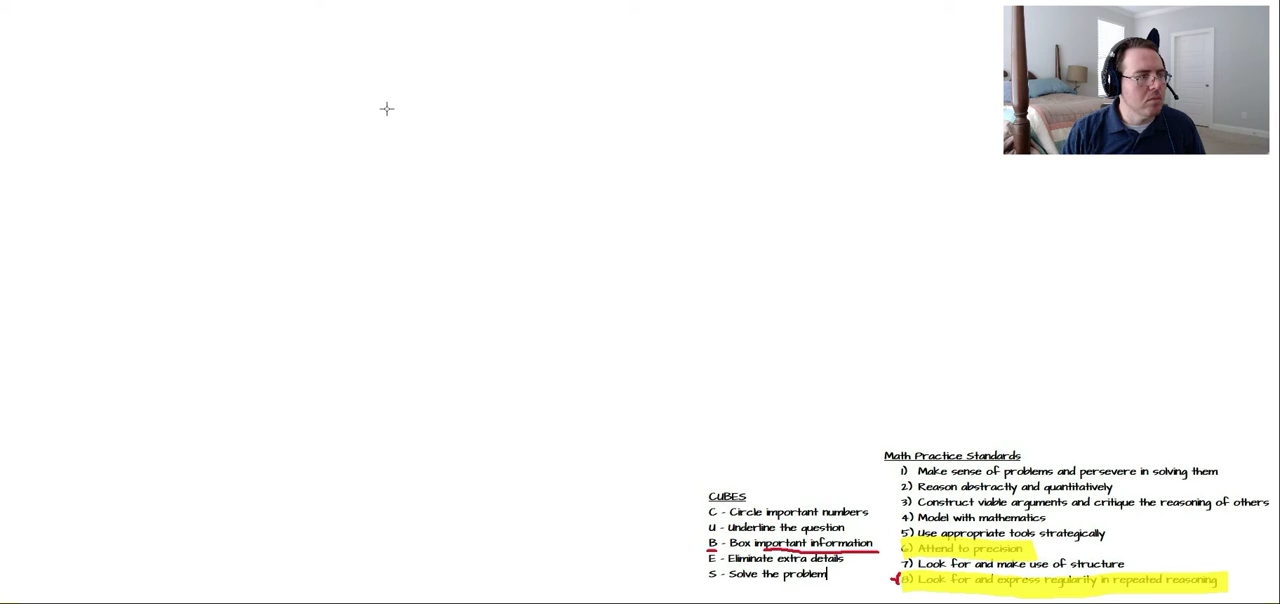 CUBES
C - Circle important numbers
U - Underline the question
B - Box important information
E - Eliminate extra details
S - Solve the problem
Math Practice Standards
1) Make sense of problems and persevere in solving them
2) Reason abstractly and quantitatively
3) Construct viable arguments and critique the reasoning of others
4) Model with mathematics
5) Use appropriate tools strategically
6) Attend to precision
7) Look for and make use of structure
8) Look for and express regularity in repeated reasoning